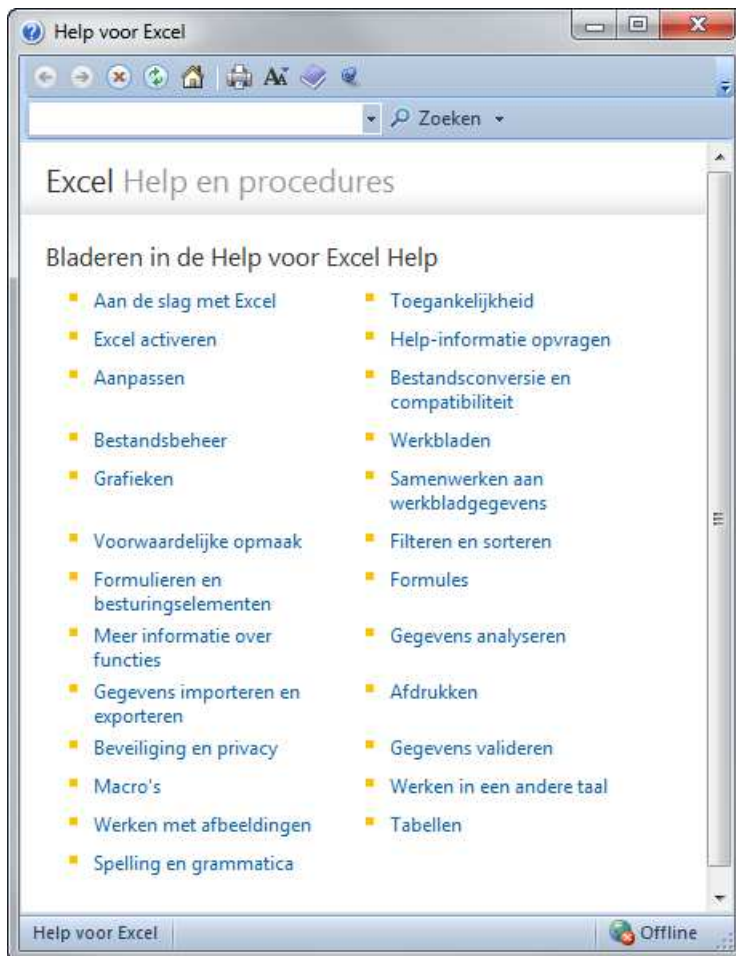 Help voor Excel
Zoeken
Excel Help en procedures
Bladeren in de Help voor Excel Help
Aan de slag met Excel
Toegankelijkheid
Excel activeren
Help-informatie opvragen
Aanpassen
Bestandsconversie en
compatibiliteit
Bestandsbeheer
Werkbladen
Grafieken
Samenwerken aan
werkbladgegevens
Voorwaardelijke opmaak
Filteren en sorteren
Formulieren en
besturingselementen
Formules
Meer informatie over
functies
Gegevens analyseren
Gegevens importeren en
exporteren
Afdrukken
Beveiliging en privacy
Gegevens valideren
Macro's
Werken in een andere taal
Werken met afbeeldingen
Tabellen
Spelling en grammatica
Help voor Excel
Offline